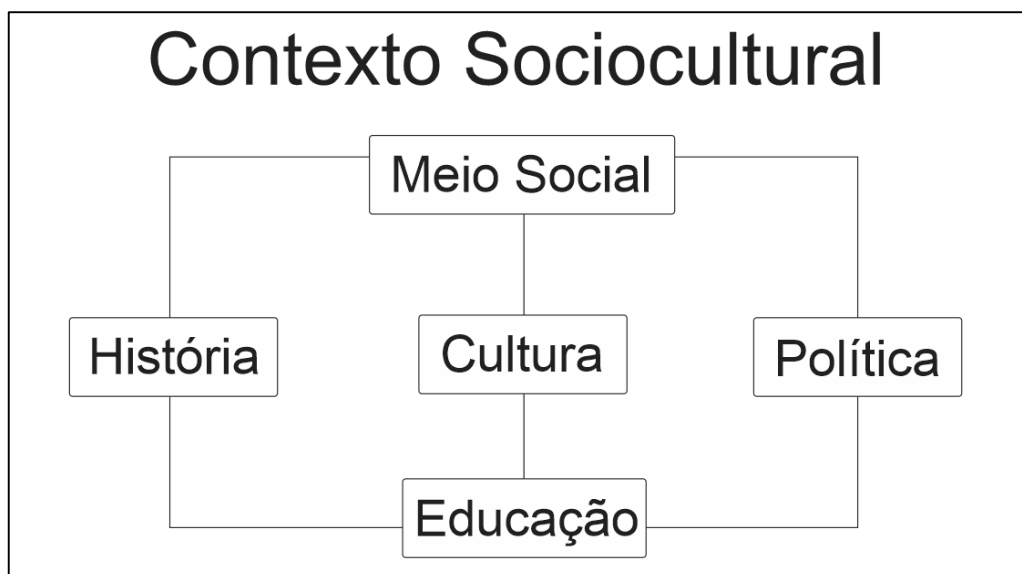 Contexto Sociocultural
Meio Social
História
Cultura
Política
Educação